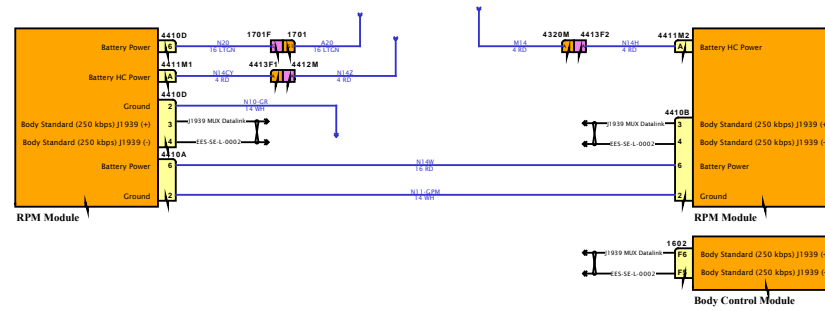 4410D 1701F 1701 4320M 4413F2 4411M2
Battery Power 6 N20 16 LTGN A20 16 LTGN M14 4 RD N14H 4 RD A Battery HC Power
4411M1 4413F1 4412M
Battery HC Power A N14CY 4 RD N14Z 4 RD
4410D
Ground 2 N10-GR 14 WH 4410B
Body Standard (250 kbps) J1939 (+) 3 J1939 MUX Datalink J1939 MUX Datalink 3 Body Standard (250 kbps) J1939 (+
Body Standard (250 kbps) J1939 (-) 4 EES-SE-L-0002 EES-SE-L-0002 4 Body Standard (250 kbps) J1939 (-
4410A
Battery Power 6 N14W 16 RD 6 Battery Power
Ground 2 N11-GPM 14 WH 2 Ground
RPM Module RPM Module
1602
J1939 MUX Datalink F6 Body Standard (250 kbps) J1939 (+
EES-SE-L-0002 Body Standard (250 kbps) J1939 (-
Body Control Module